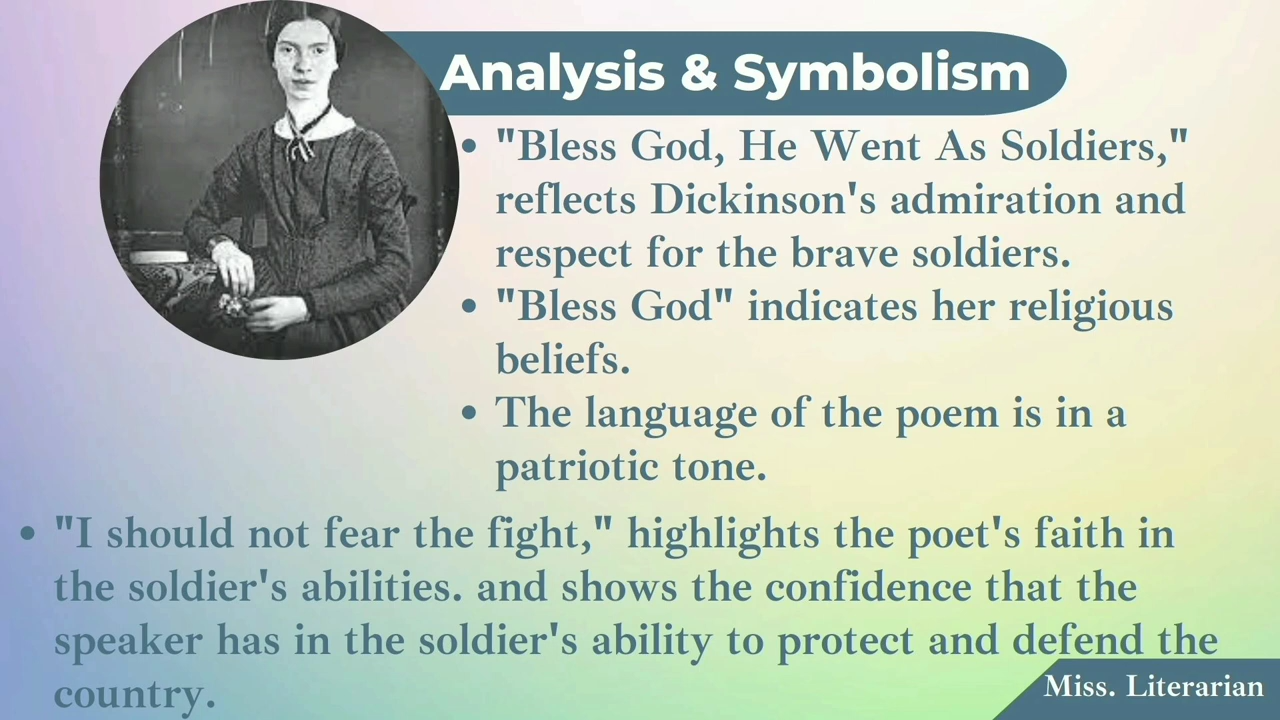 Analysis & Symbolism
• "Bless God, He Went As Soldiers,"
reflects Dickinson's admiration and
respect for the brave soldiers.
• "Bless God" indicates her religious
beliefs.
• The language of the poem is in a
patriotic tone.
• "I should not fear the fight," highlights the poet's faith in
the soldier's abilities. and shows the confidence that the
speaker has in the soldier's ability to protect and defend the
country.
Miss. Literarian